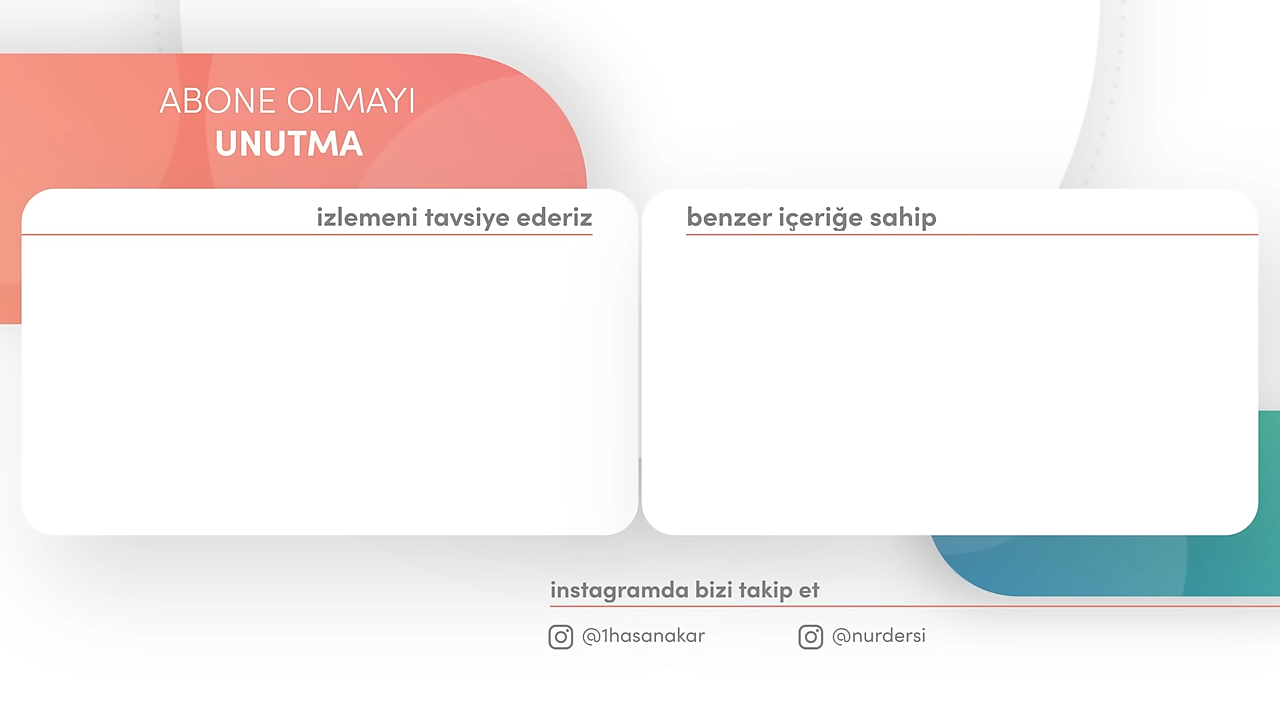 ABONE OLMAYI
UNUTMA
izlemeni tavsiye ederiz
benzer içeriğe sahip
instagramda bizi takip et
@1hasanakar
@nurdersi